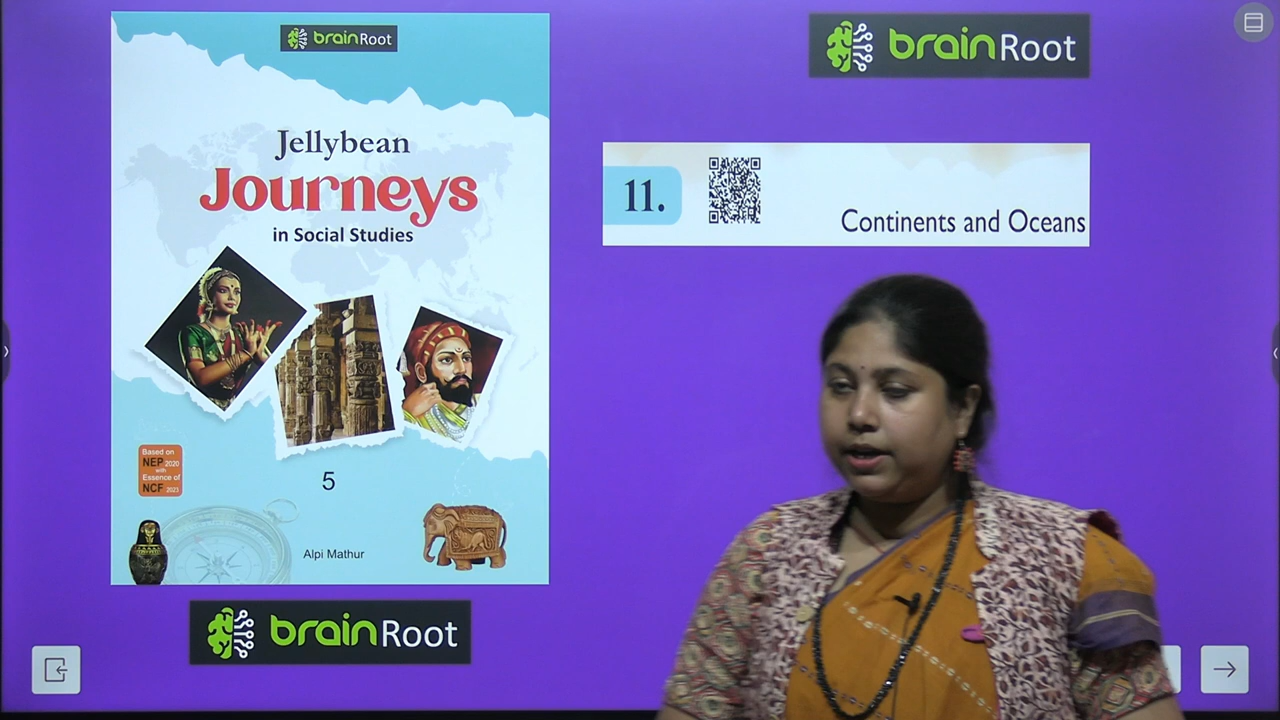 brainRoot
Jellybean
Journeys
in Social Studies
Based on
NEP 2020
with
Essence of
NCF 2023
5
Alpi Mathur
brainRoot
brainRoot
11.
Continents and Oceans